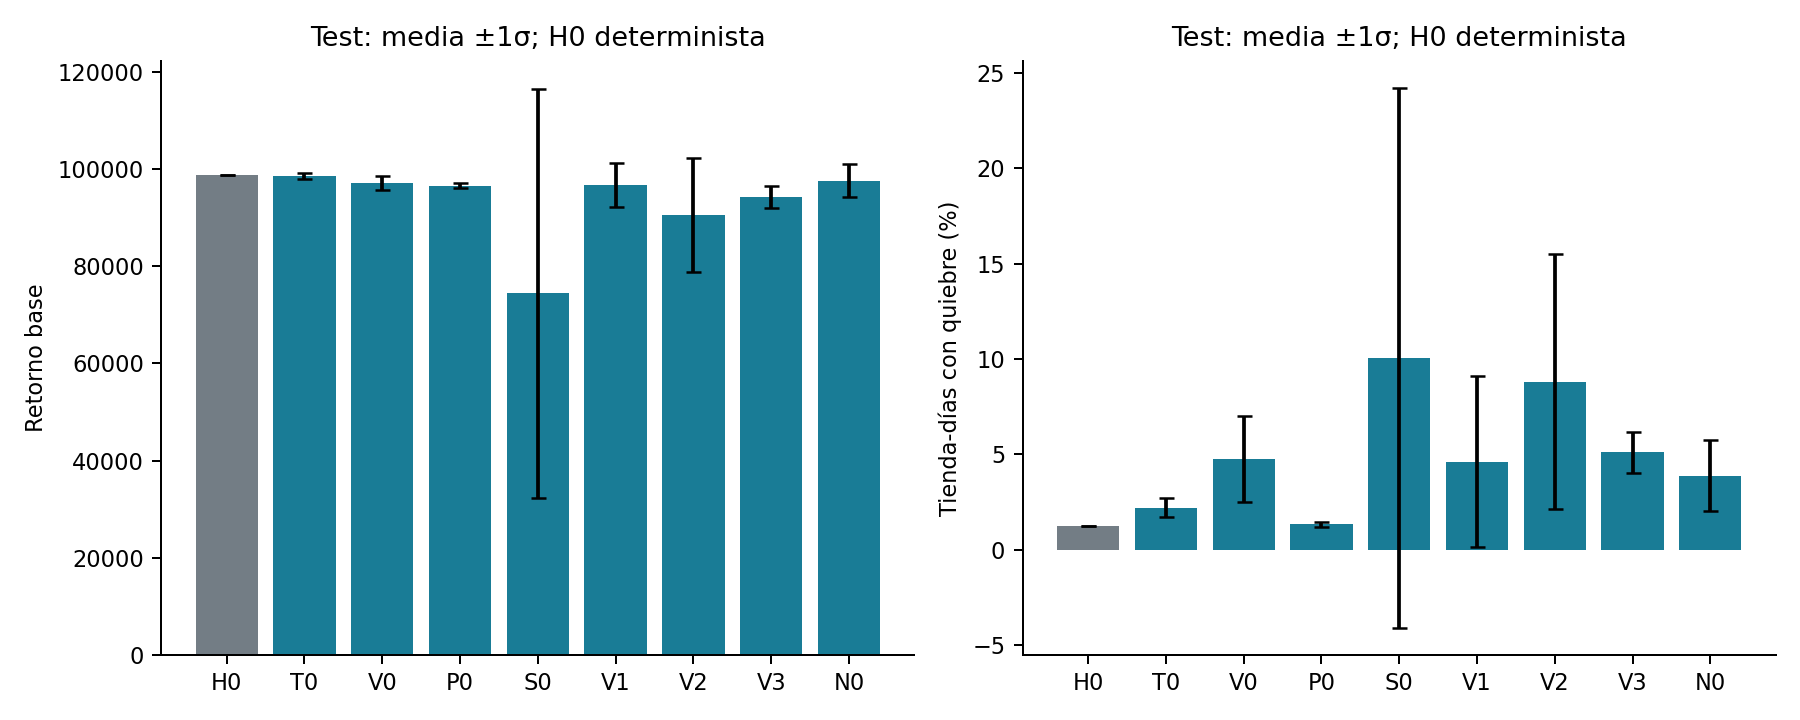 Test: media ±1σ; H0 determinista
Retorno base
120000
100000
80000
60000
40000
20000
0
H0 T0 V0 P0 S0 V1 V2 V3 N0
Test: media ±1σ; H0 determinista
Tienda-días con quiebre (%)
25
20
15
10
5
0
−5
H0 T0 V0 P0 S0 V1 V2 V3 N0